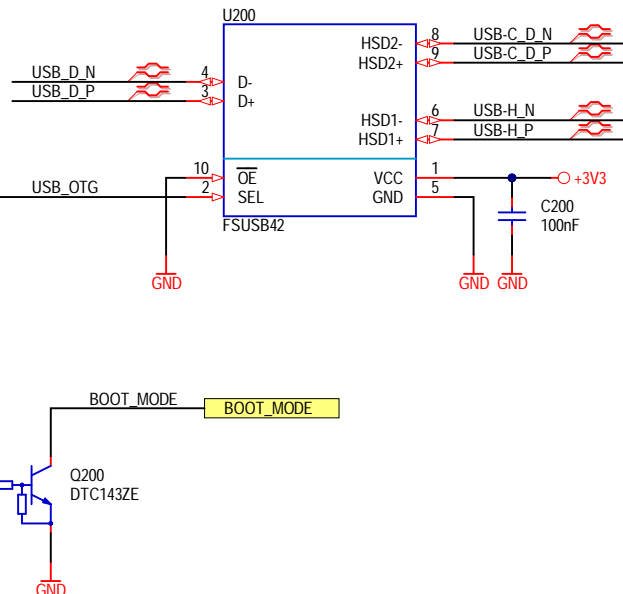 U200
HSD2- 8 USB-C_D_N
HSD2+ 9 USB-C_D_P
USB_D_N 4 D-
USB_D_P 3 D+
HSD1- 6 USB-H_N
HSD1+ 7 USB-H_P
10 OE VCC 1 +3V3
USB_OTG 2 SEL GND 5
FSUSB42
C200
100nF
GND GND GND
BOOT_MODE BOOT_MODE
Q200
DTC143ZE
GND